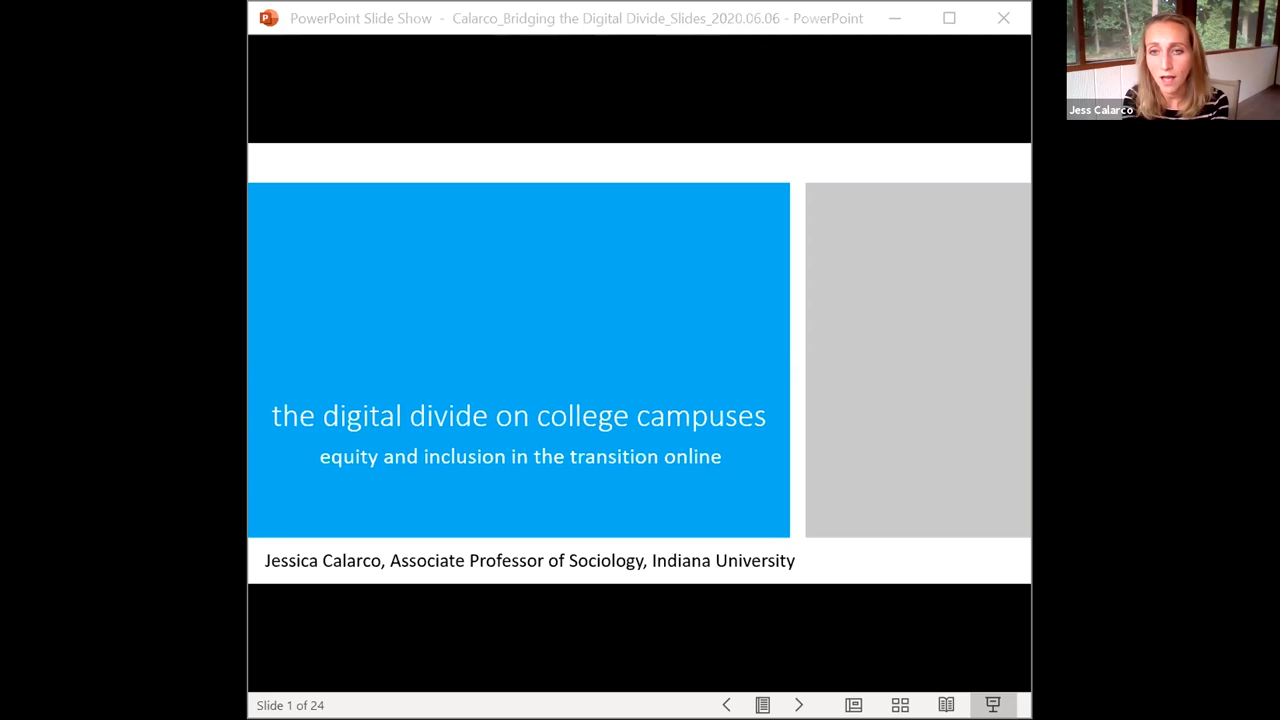 PowerPoint Slide Show - Calarco_Bridging the Digital Divide_Slides_2020.06.06 - PowerPoint
Jess Calarco
the digital divide on college campuses
equity and inclusion in the transition online
Jessica Calarco, Associate Professor of Sociology, Indiana University
Slide 1 of 24